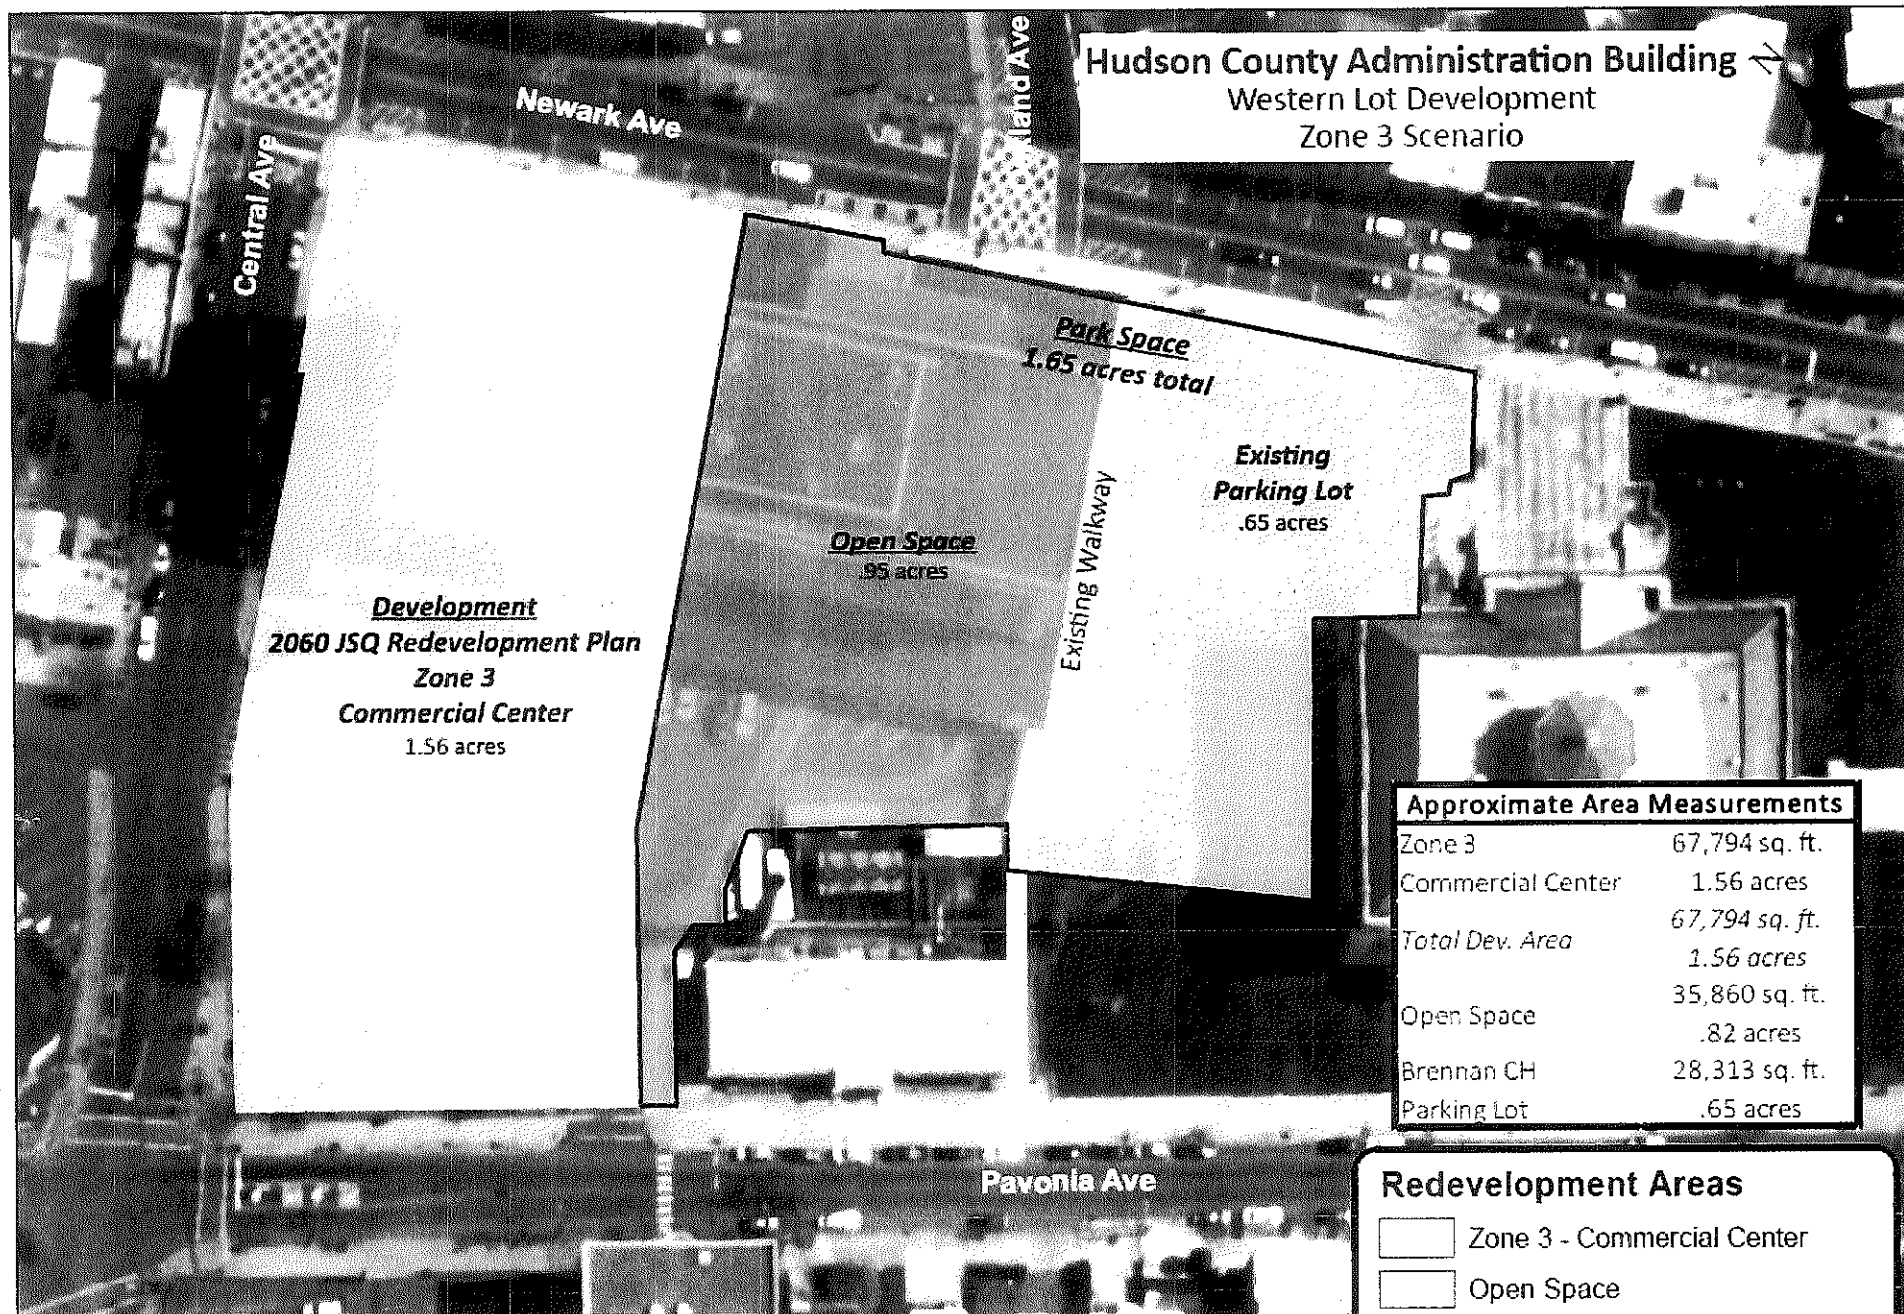 Hudson County Administration Building
Western Lot Development
Zone 3 Scenario
Newark Ave
Central Ave
kland Ave
Park Space
1.65 acres total
Existing
Parking Lot
.65 acres
Existing Walkway
Open Space
.95 acres
Development
2060 JSQ Redevelopment Plan
Zone 3
Commercial Center
1.56 acres
Approximate Area Measurements
Zone 3 67,794 sq. ft.
Commercial Center 1.56 acres
Total Dev. Area 67,794 sq. ft.
1.56 acres
Open Space 35,860 sq. ft.
.82 acres
Brennan CH 28,313 sq. ft.
Parking Lot .65 acres
Pavonia Ave
Redevelopment Areas
Zone 3 - Commercial Center
Open Space